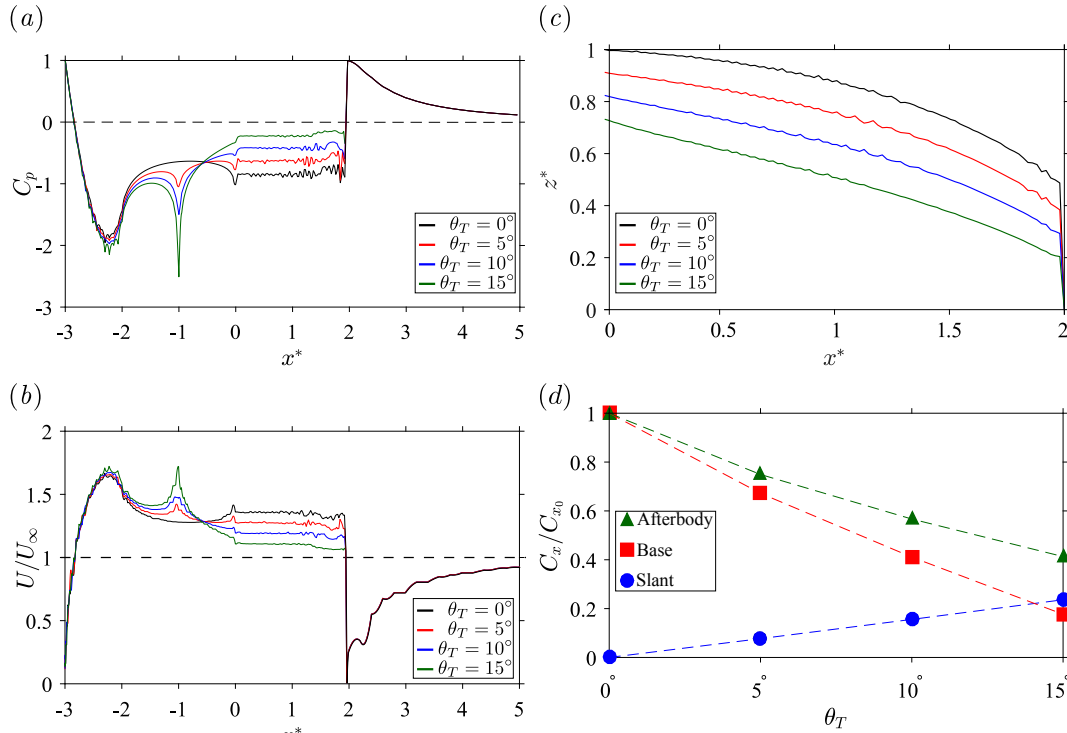 (a)
1
0
-1
-2
-3
C_p
θ_T = 0°
θ_T = 5°
θ_T = 10°
θ_T = 15°
-3 -2 -1 0 1 2 3 4 5
x*
(c)
1
0.8
0.6
0.4
0.2
0
z*
θ_T = 0°
θ_T = 5°
θ_T = 10°
θ_T = 15°
0 0.5 1 1.5 2
x*
(b)
2
1.5
1
0.5
0
U/U_∞
θ_T = 0°
θ_T = 5°
θ_T = 10°
θ_T = 15°
-3 -2 -1 0 1 2 3 4 5
(d)
1
0.8
0.6
0.4
0.2
0
C_x/C_{x_0}
Afterbody
Base
Slant
0° 5° 10° 15°
θ_T